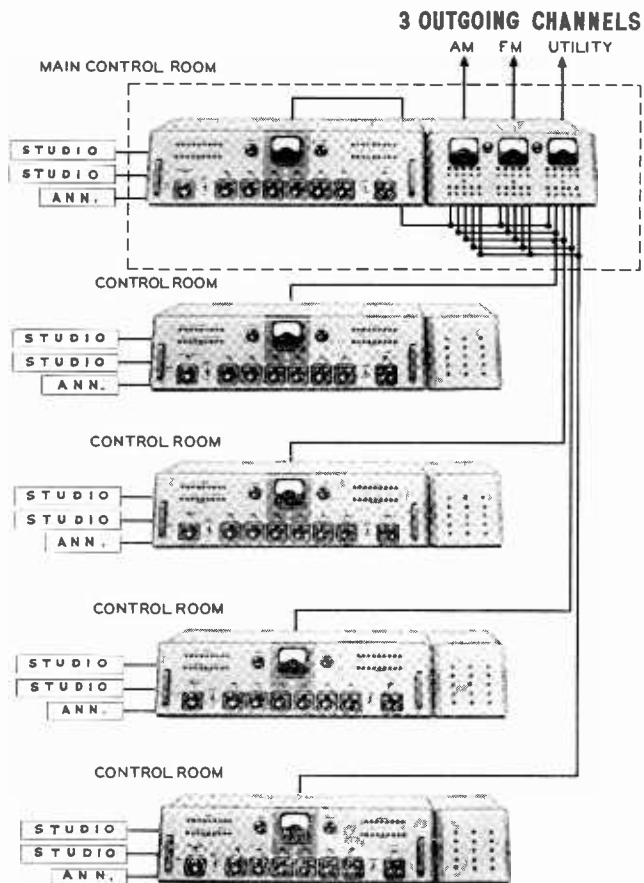 3 OUTGOING CHANNELS
AM FM UTILITY
MAIN CONTROL ROOM
STUDIO
STUDIO
ANN.
CONTROL ROOM
STUDIO
STUDIO
ANN.
CONTROL ROOM
STUDIO
STUDIO
ANN.
CONTROL ROOM
STUDIO
STUDIO
ANN.
CONTROL ROOM
STUDIO
STUDIO
ANN.